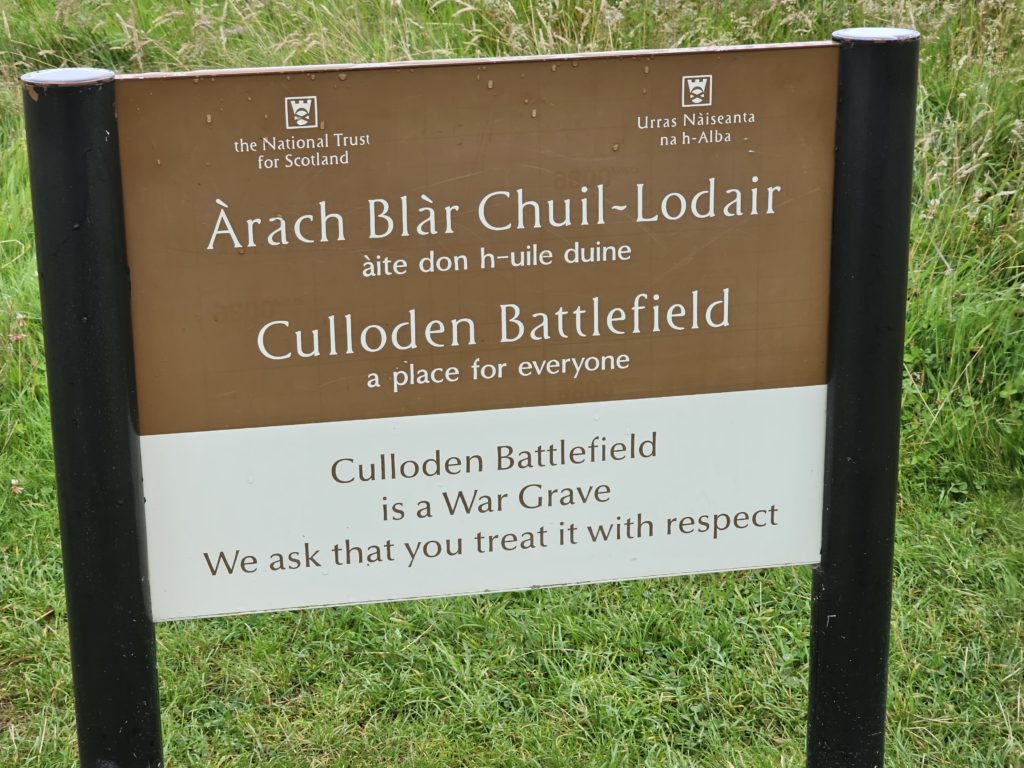 the National Trust
for Scotland
Urras Nàiseanta
na h-Alba
Àrach Blàr Chuil-Lodair
àite don h-uile duine
Culloden Battlefield
a place for everyone
Culloden Battlefield
is a War Grave
We ask that you treat it with respect